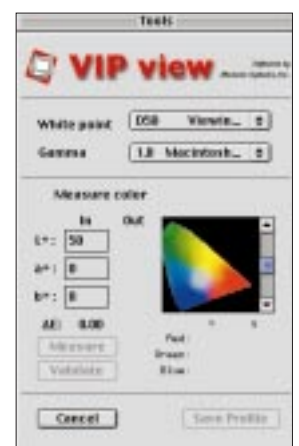 Tools
VIP view
White point D50 Viewin...
Gamma 1.8 Macintosh...
Measure color
In Out
L*: 50
a*: 0
b*: 0
ΔE: 0.00
Measure
Validate
Red:
Green:
Blue:
Cancel Save Profile